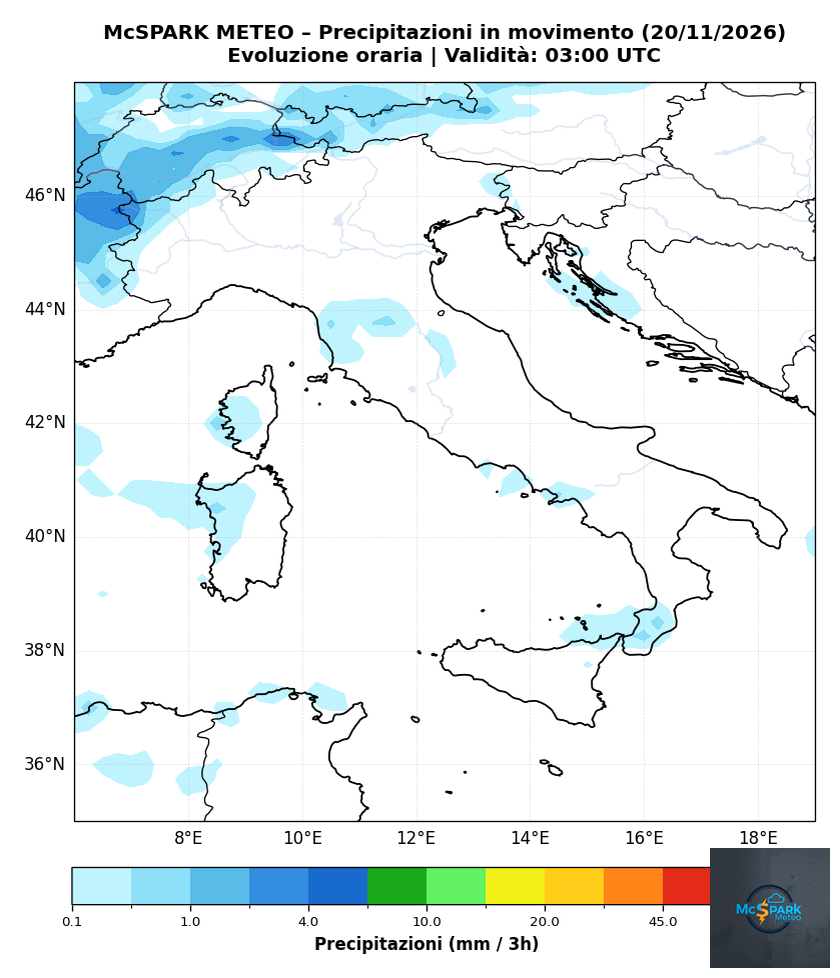 McSPARK METEO – Precipitazioni in movimento (20/11/2026)
Evoluzione oraria | Validità: 03:00 UTC
46°N
44°N
42°N
40°N
38°N
36°N
8°E 10°E 12°E 14°E 16°E 18°E
0.1 1.0 4.0 10.0 20.0 45.0
Precipitazioni (mm / 3h)
McSPARK
Meteo